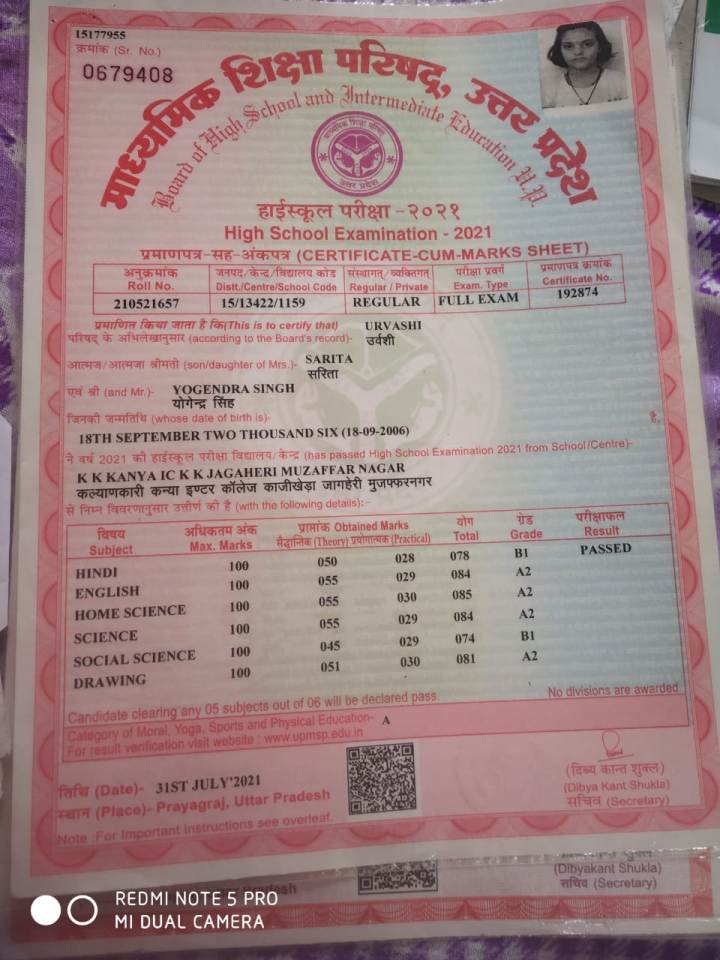 15177955
क्रमांक (Sr. No.)
0679408
माध्यमिक शिक्षा परिषद्, उत्तर प्रदेश
Board of High School and Intermediate Education U.P.
माध्यमिक शिक्षा परिषद्
उत्तर प्रदेश
हाईस्कूल परीक्षा - २०२१
High School Examination - 2021
प्रमाणपत्र-सह-अंकपत्र (CERTIFICATE-CUM-MARKS SHEET)
अनुक्रमांक जनपद/केन्द्र/विद्यालय कोड संस्थागत/व्यक्तिगत परीक्षा प्रवर्ग प्रमाणपत्र क्रमांक
Roll No. Distt./Centre/School Code Regular / Private Exam. Type Certificate No.
210521657 15/13422/1159 REGULAR FULL EXAM 192874
प्रमाणित किया जाता है कि(This is to certify that) URVASHI
परिषद के अभिलेखानुसार (according to the Board's record)- उर्वशी
आत्मज/आत्मजा श्रीमती (son/daughter of Mrs.)- SARITA
सरिता
एवं श्री (and Mr.)- YOGENDRA SINGH
योगेन्द्र सिंह
जिनकी जन्मतिथि (whose date of birth is)- है,
18TH SEPTEMBER TWO THOUSAND SIX (18-09-2006)
ने वर्ष 2021 की हाईस्कूल परीक्षा विद्यालय/केन्द्र (has passed High School Examination 2021 from School/Centre)-
K K KANYA IC K K JAGAHERI MUZAFFAR NAGAR
कल्याणकारी कन्या इण्टर कॉलेज काजीखेड़ा जागहेरी मुजफ्फरनगर
से निम्न विवरणानुसार उत्तीर्ण की है (with the following details):-
विषय अधिकतम अंक प्राप्तांक Obtained Marks योग ग्रेड परीक्षाफल
Subject Max. Marks सैद्धान्तिक (Theory) प्रयोगात्मक (Practical) Total Grade Result
HINDI 100 050 028 078 B1 PASSED
ENGLISH 100 055 029 084 A2
HOME SCIENCE 100 055 030 085 A2
SCIENCE 100 055 029 084 A2
SOCIAL SCIENCE 100 045 029 074 B1
DRAWING 100 051 030 081 A2
Candidate clearing any 05 subjects out of 06 will be declared pass. No divisions are awarded
Category of Moral, Yoga, Sports and Physical Education- A
For result verification visit website : www.upmsp.edu.in
तिथि (Date)- 31ST JULY'2021
स्थान (Place)- Prayagraj, Uttar Pradesh
Note :For Important Instructions see overleaf.
(दिव्य कान्त शुक्ल)
(Dibya Kant Shukla)
सचिव (Secretary)
(Dibyakant Shukla)
सचिव (Secretary)
REDMI NOTE 5 PRO
MI DUAL CAMERA